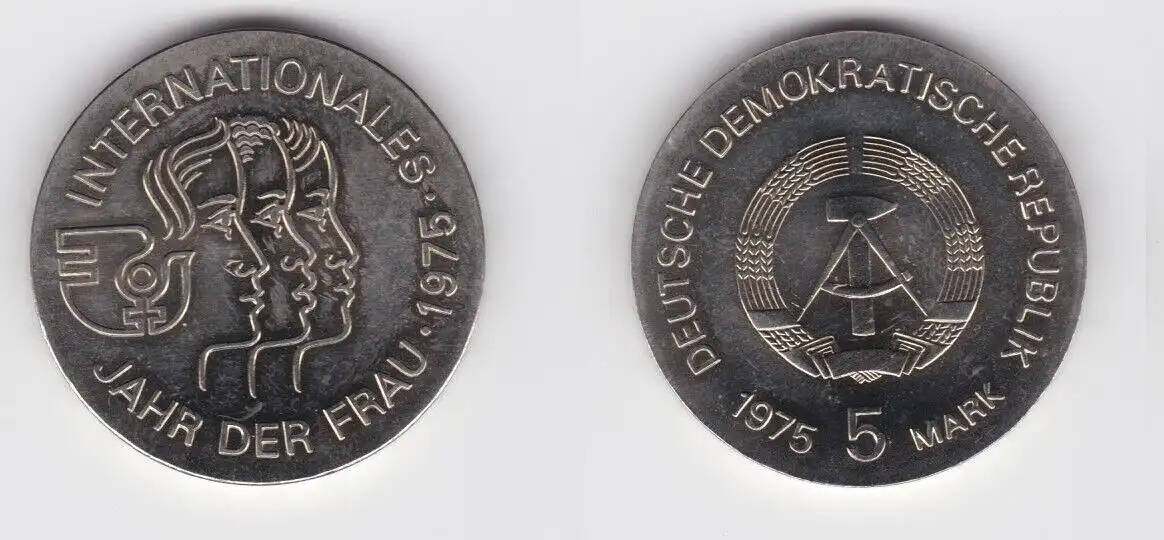 INTERNATIONALES · 1975 ·
JAHR DER FRAU
DEUTSCHE DEMOKRATISCHE REPUBLIK
1975 5 MARK